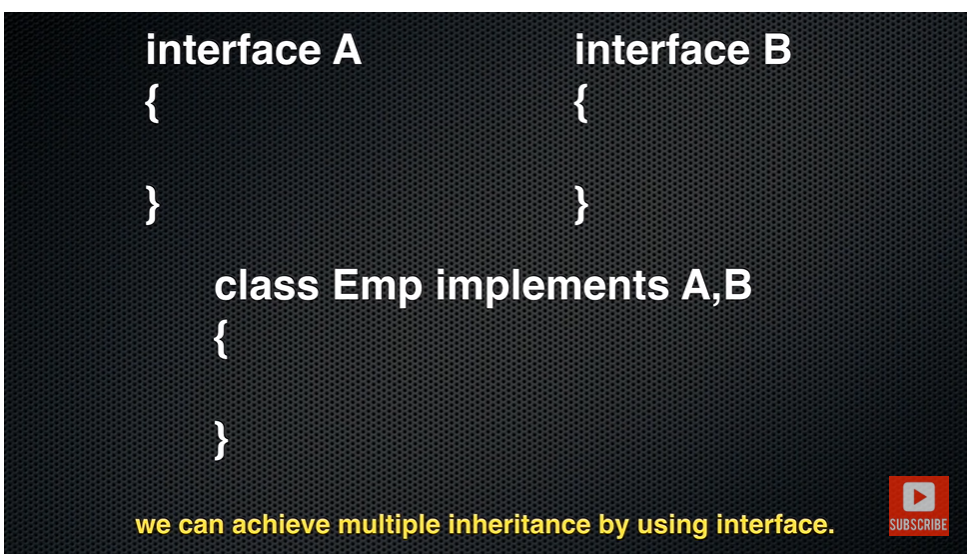 interface A
{
}
interface B
{
}
class Emp implements A,B
{
}
we can achieve multiple inheritance by using interface.
SUBSCRIBE